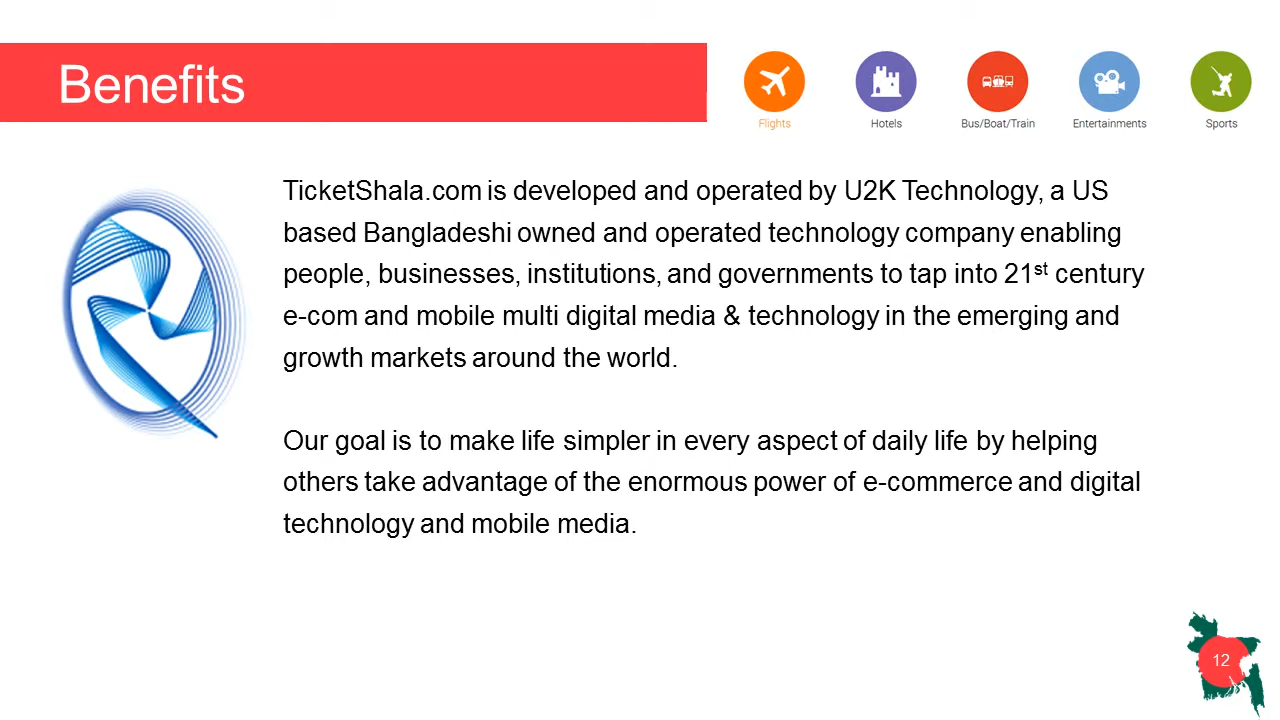 Benefits
Flights
Hotels
Bus/Boat/Train
Entertainments
Sports
TicketShala.com is developed and operated by U2K Technology, a US
based Bangladeshi owned and operated technology company enabling
people, businesses, institutions, and governments to tap into 21st century
e-com and mobile multi digital media & technology in the emerging and
growth markets around the world.
Our goal is to make life simpler in every aspect of daily life by helping
others take advantage of the enormous power of e-commerce and digital
technology and mobile media.
12